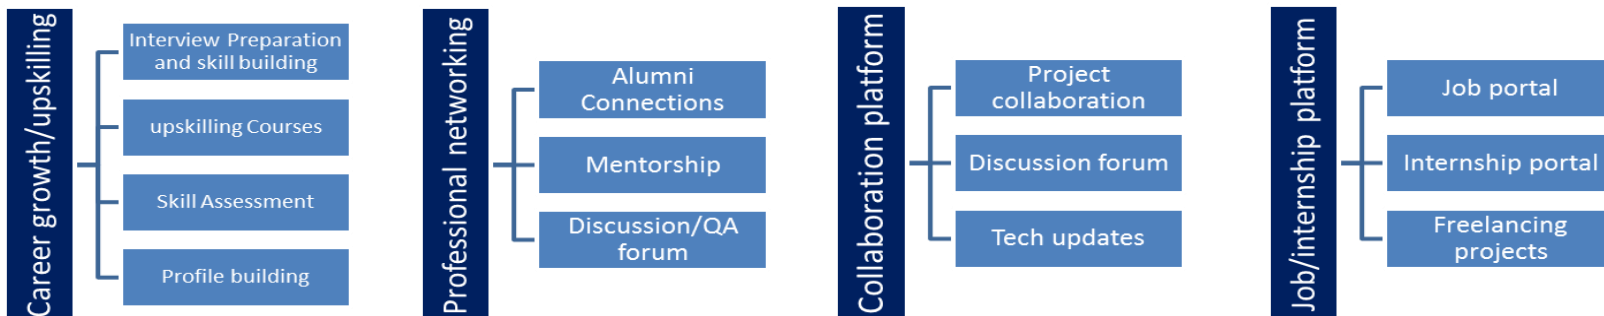 Career growth/upskilling
Interview Preparation
and skill building
upskilling Courses
Skill Assessment
Profile building
Professional networking
Alumni
Connections
Mentorship
Discussion/QA
forum
Collaboration platform
Project
collaboration
Discussion forum
Tech updates
Job/internship platform
Job portal
Internship portal
Freelancing
projects